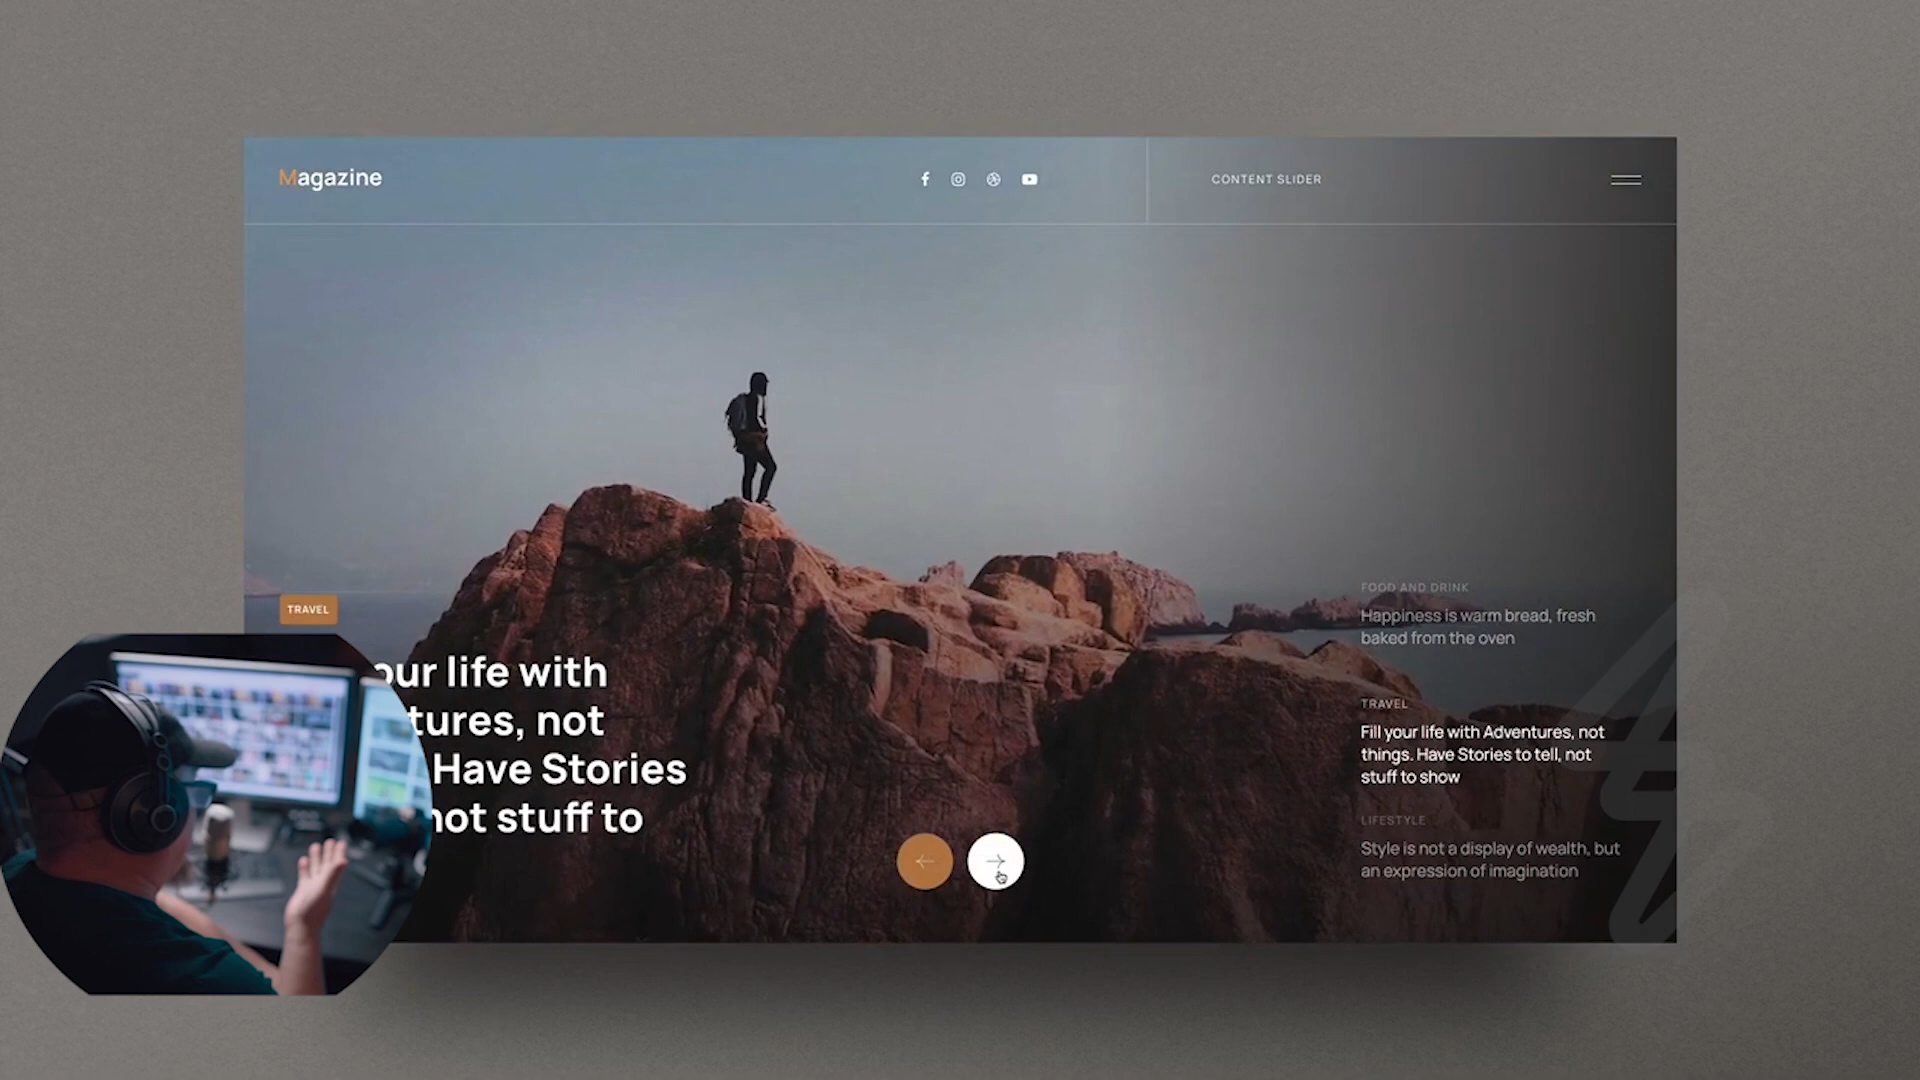 Magazine
CONTENT SLIDER
TRAVEL
our life with
tures, not
Have Stories
not stuff to
FOOD AND DRINK
Happiness is warm bread, fresh
baked from the oven
TRAVEL
Fill your life with Adventures, not
things. Have Stories to tell, not
stuff to show
LIFESTYLE
Style is not a display of wealth, but
an expression of imagination